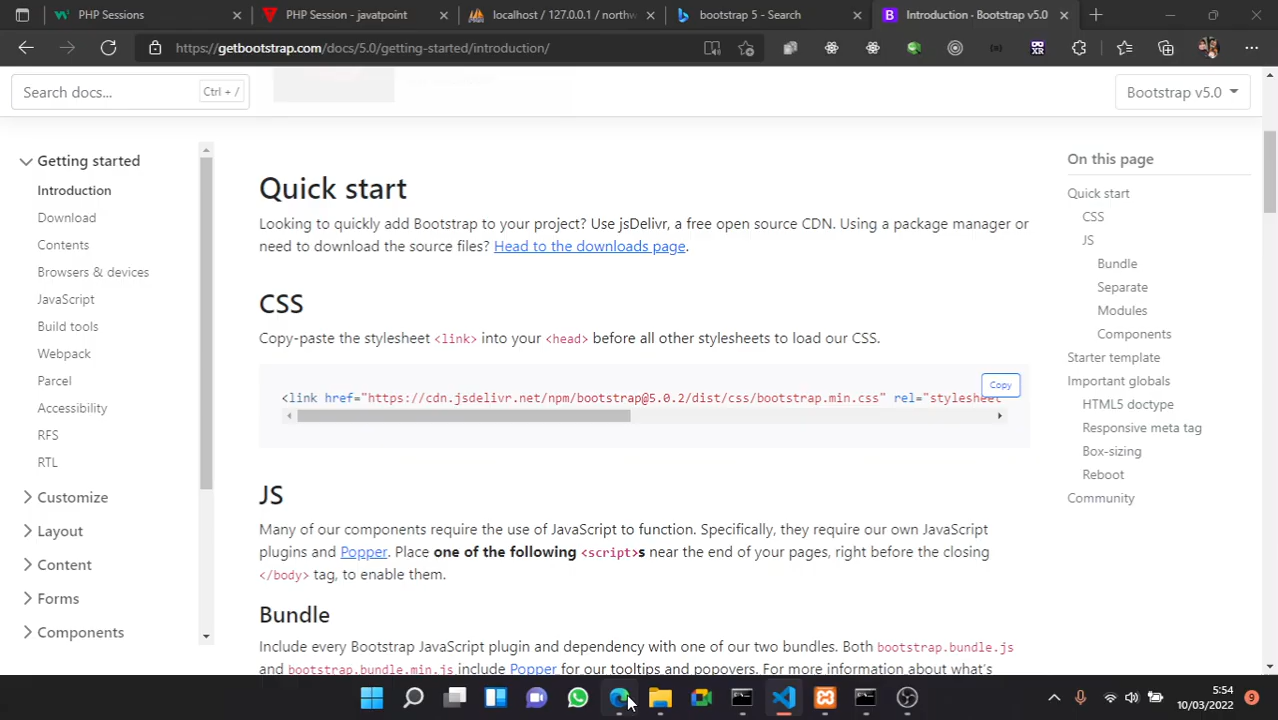 PHP Sessions
PHP Session - javatpoint
localhost / 127.0.0.1 / northw
bootstrap 5 - Search
Introduction · Bootstrap v5.0
https://getbootstrap.com/docs/5.0/getting-started/introduction/
Search docs...
Ctrl + /
Bootstrap v5.0
Getting started
Introduction
Download
Contents
Browsers & devices
JavaScript
Build tools
Webpack
Parcel
Accessibility
RFS
RTL
Customize
Layout
Content
Forms
Components
Quick start
Looking to quickly add Bootstrap to your project? Use jsDelivr, a free open source CDN. Using a package manager or
need to download the source files? Head to the downloads page.
CSS
Copy-paste the stylesheet <link> into your <head> before all other stylesheets to load our CSS.
Copy
<link href="https://cdn.jsdelivr.net/npm/bootstrap@5.0.2/dist/css/bootstrap.min.css" rel="stylesheet
JS
Many of our components require the use of JavaScript to function. Specifically, they require our own JavaScript
plugins and Popper. Place one of the following <script>s near the end of your pages, right before the closing
</body> tag, to enable them.
Bundle
Include every Bootstrap JavaScript plugin and dependency with one of our two bundles. Both bootstrap.bundle.js
and bootstrap.bundle.min.js include Popper for our tooltips and popovers. For more information about what's
On this page
Quick start
CSS
JS
Bundle
Separate
Modules
Components
Starter template
Important globals
HTML5 doctype
Responsive meta tag
Box-sizing
Reboot
Community
XR
5:54
10/03/2022
9